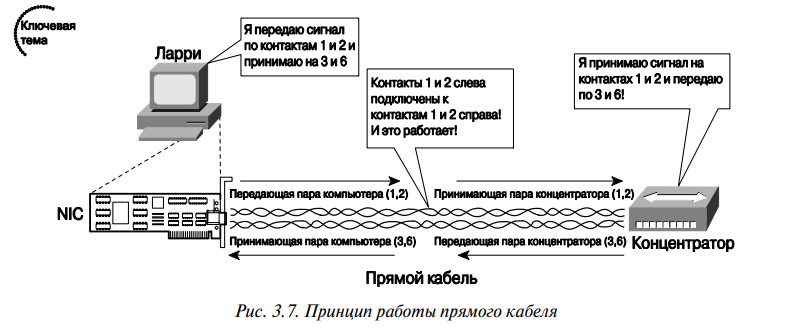 Ключевая
тема
Ларри
Я передаю сигнал
по контактам 1 и 2 и
принимаю на 3 и 6
Контакты 1 и 2 слева
подключены к
контактам 1 и 2 справа!
И это работает!
Я принимаю сигнал на
контактах 1 и 2 и передаю
по 3 и 6!
NIC
Передающая пара компьютера (1,2)
Принимающая пара концентратора (1,2)
Принимающая пара компьютера (3,6)
Передающая пара концентратора (3,6)
Концентратор
Прямой кабель
Рис. 3.7. Принцип работы прямого кабеля